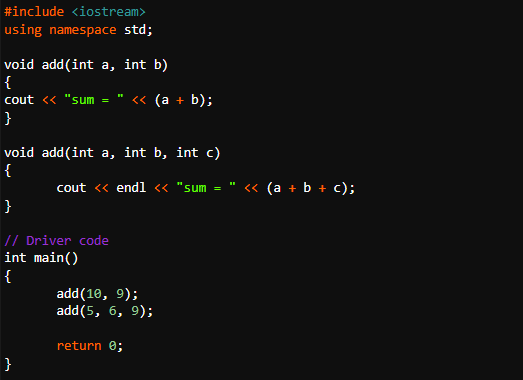 #include <iostream>
using namespace std;
void add(int a, int b)
{
cout << "sum = " << (a + b);
}
void add(int a, int b, int c)
{
cout << endl << "sum = " << (a + b + c);
}
// Driver code
int main()
{
add(10, 9);
add(5, 6, 9);
return 0;
}